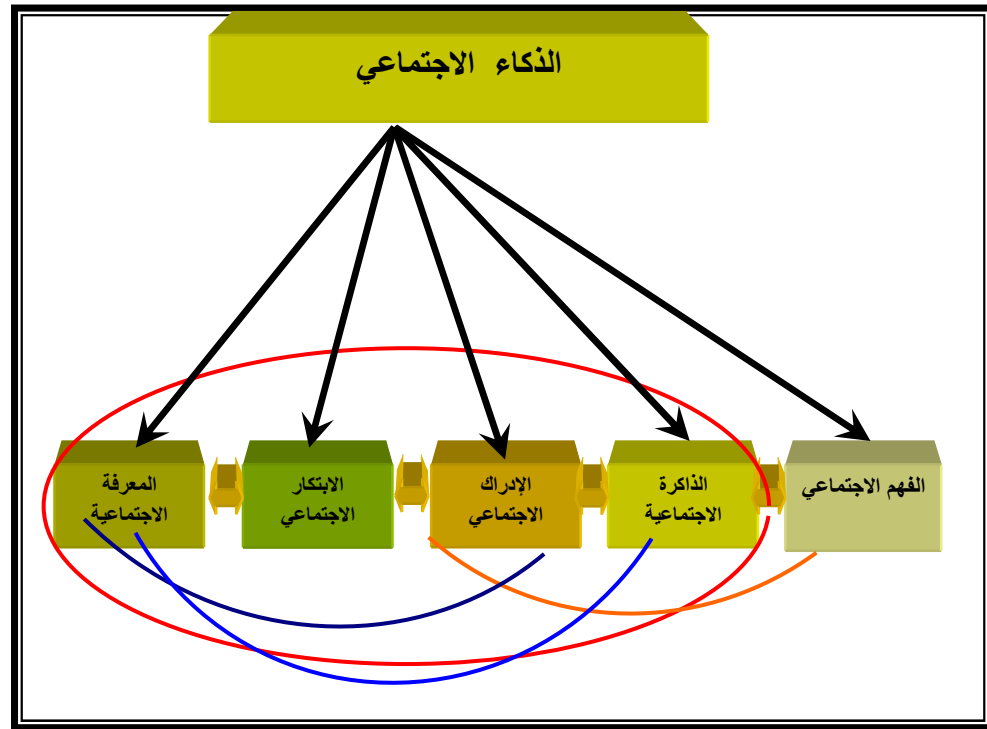 الذكاء الاجتماعي
الفهم الاجتماعي
الذاكرة
الاجتماعية
الإدراك
الاجتماعي
الابتكار
الاجتماعي
المعرفة
الاجتماعية